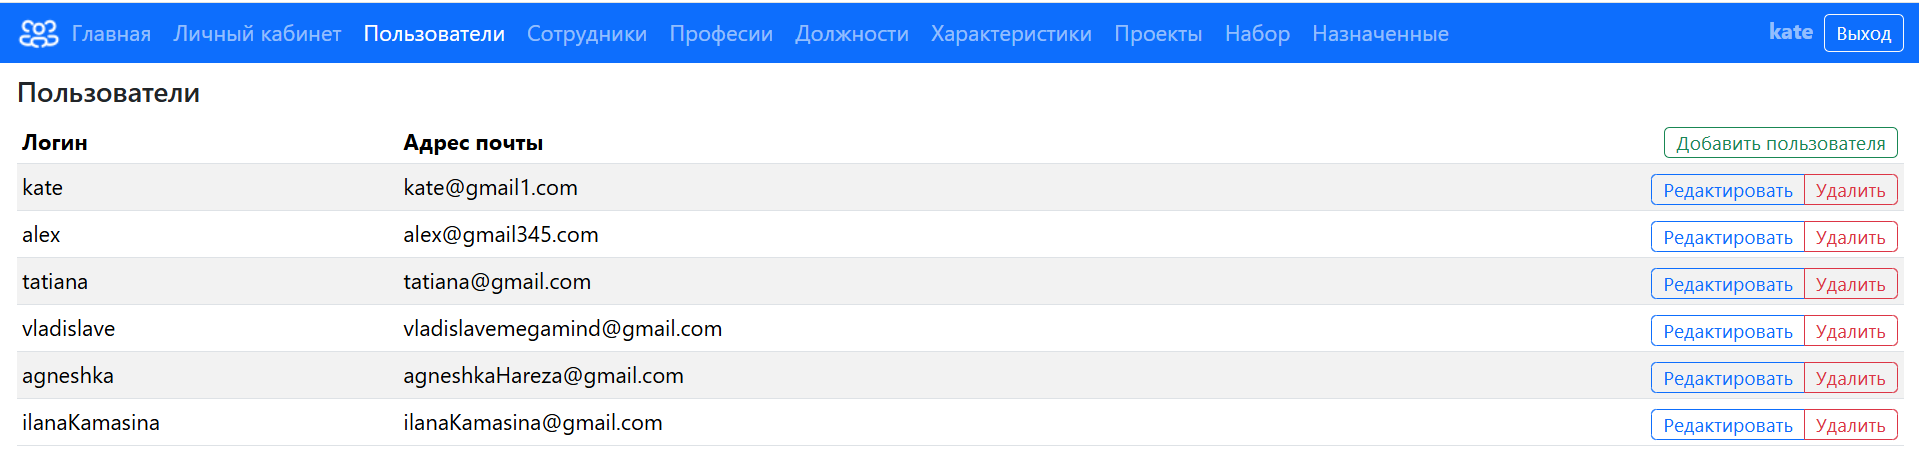 Главная Личный кабинет Пользователи Сотрудники Професии Должности Характеристики Проекты Набор Назначенные kate Выход
Пользователи
Логин Адрес почты Добавить пользователя
kate kate@gmail1.com Редактировать Удалить
alex alex@gmail345.com Редактировать Удалить
tatiana tatiana@gmail.com Редактировать Удалить
vladislave vladislavemegamind@gmail.com Редактировать Удалить
agneshka agneshkaHareza@gmail.com Редактировать Удалить
ilanaKamasina ilanaKamasina@gmail.com Редактировать Удалить